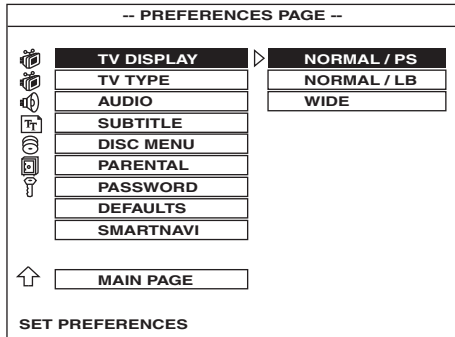 -- PREFERENCES PAGE --
TV DISPLAY NORMAL / PS
TV TYPE NORMAL / LB
AUDIO WIDE
TT SUBTITLE
DISC MENU
PARENTAL
PASSWORD
DEFAULTS
SMARTNAVI
MAIN PAGE
SET PREFERENCES